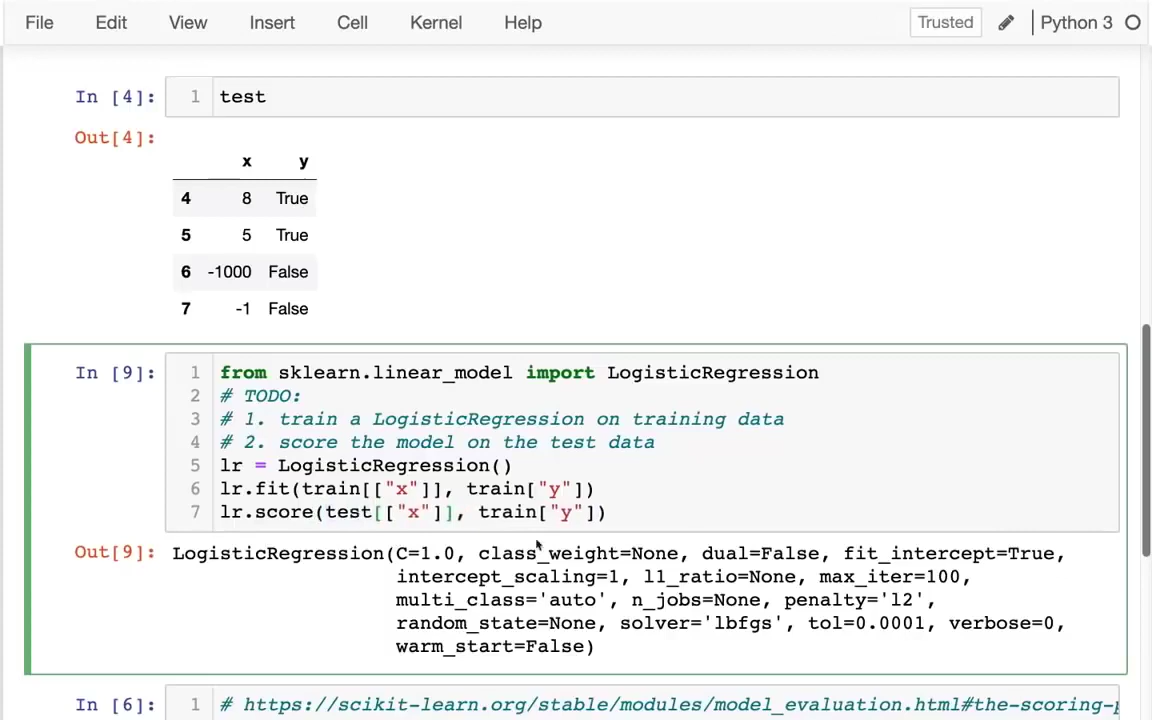 File Edit View Insert Cell Kernel Help Trusted Python 3
In [4]: 1 test
Out[4]:
x y
4 8 True
5 5 True
6 -1000 False
7 -1 False
In [9]: 1 from sklearn.linear_model import LogisticRegression
2 # TODO:
3 # 1. train a LogisticRegression on training data
4 # 2. score the model on the test data
5 lr = LogisticRegression()
6 lr.fit(train[["x"]], train["y"])
7 lr.score(test[["x"]], train["y"])
Out[9]: LogisticRegression(C=1.0, class_weight=None, dual=False, fit_intercept=True,
intercept_scaling=1, l1_ratio=None, max_iter=100,
multi_class='auto', n_jobs=None, penalty='l2',
random_state=None, solver='lbfgs', tol=0.0001, verbose=0,
warm_start=False)
In [6]: 1 # https://scikit-learn.org/stable/modules/model_evaluation.html#the-scoring-